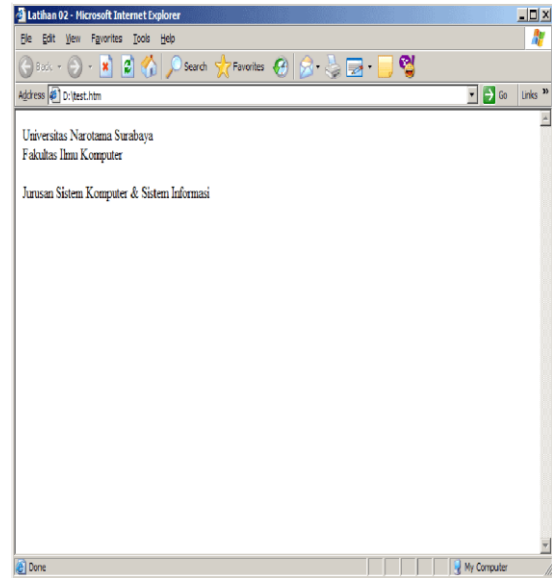 Latihan 02 - Microsoft Internet Explorer
File Edit View Favorites Tools Help
Back Search Favorites
Address D:\test.htm Go Links »
Universitas Narotama Surabaya
Fakultas Ilmu Komputer
Jurusan Sistem Komputer & Sistem Informasi
Done My Computer